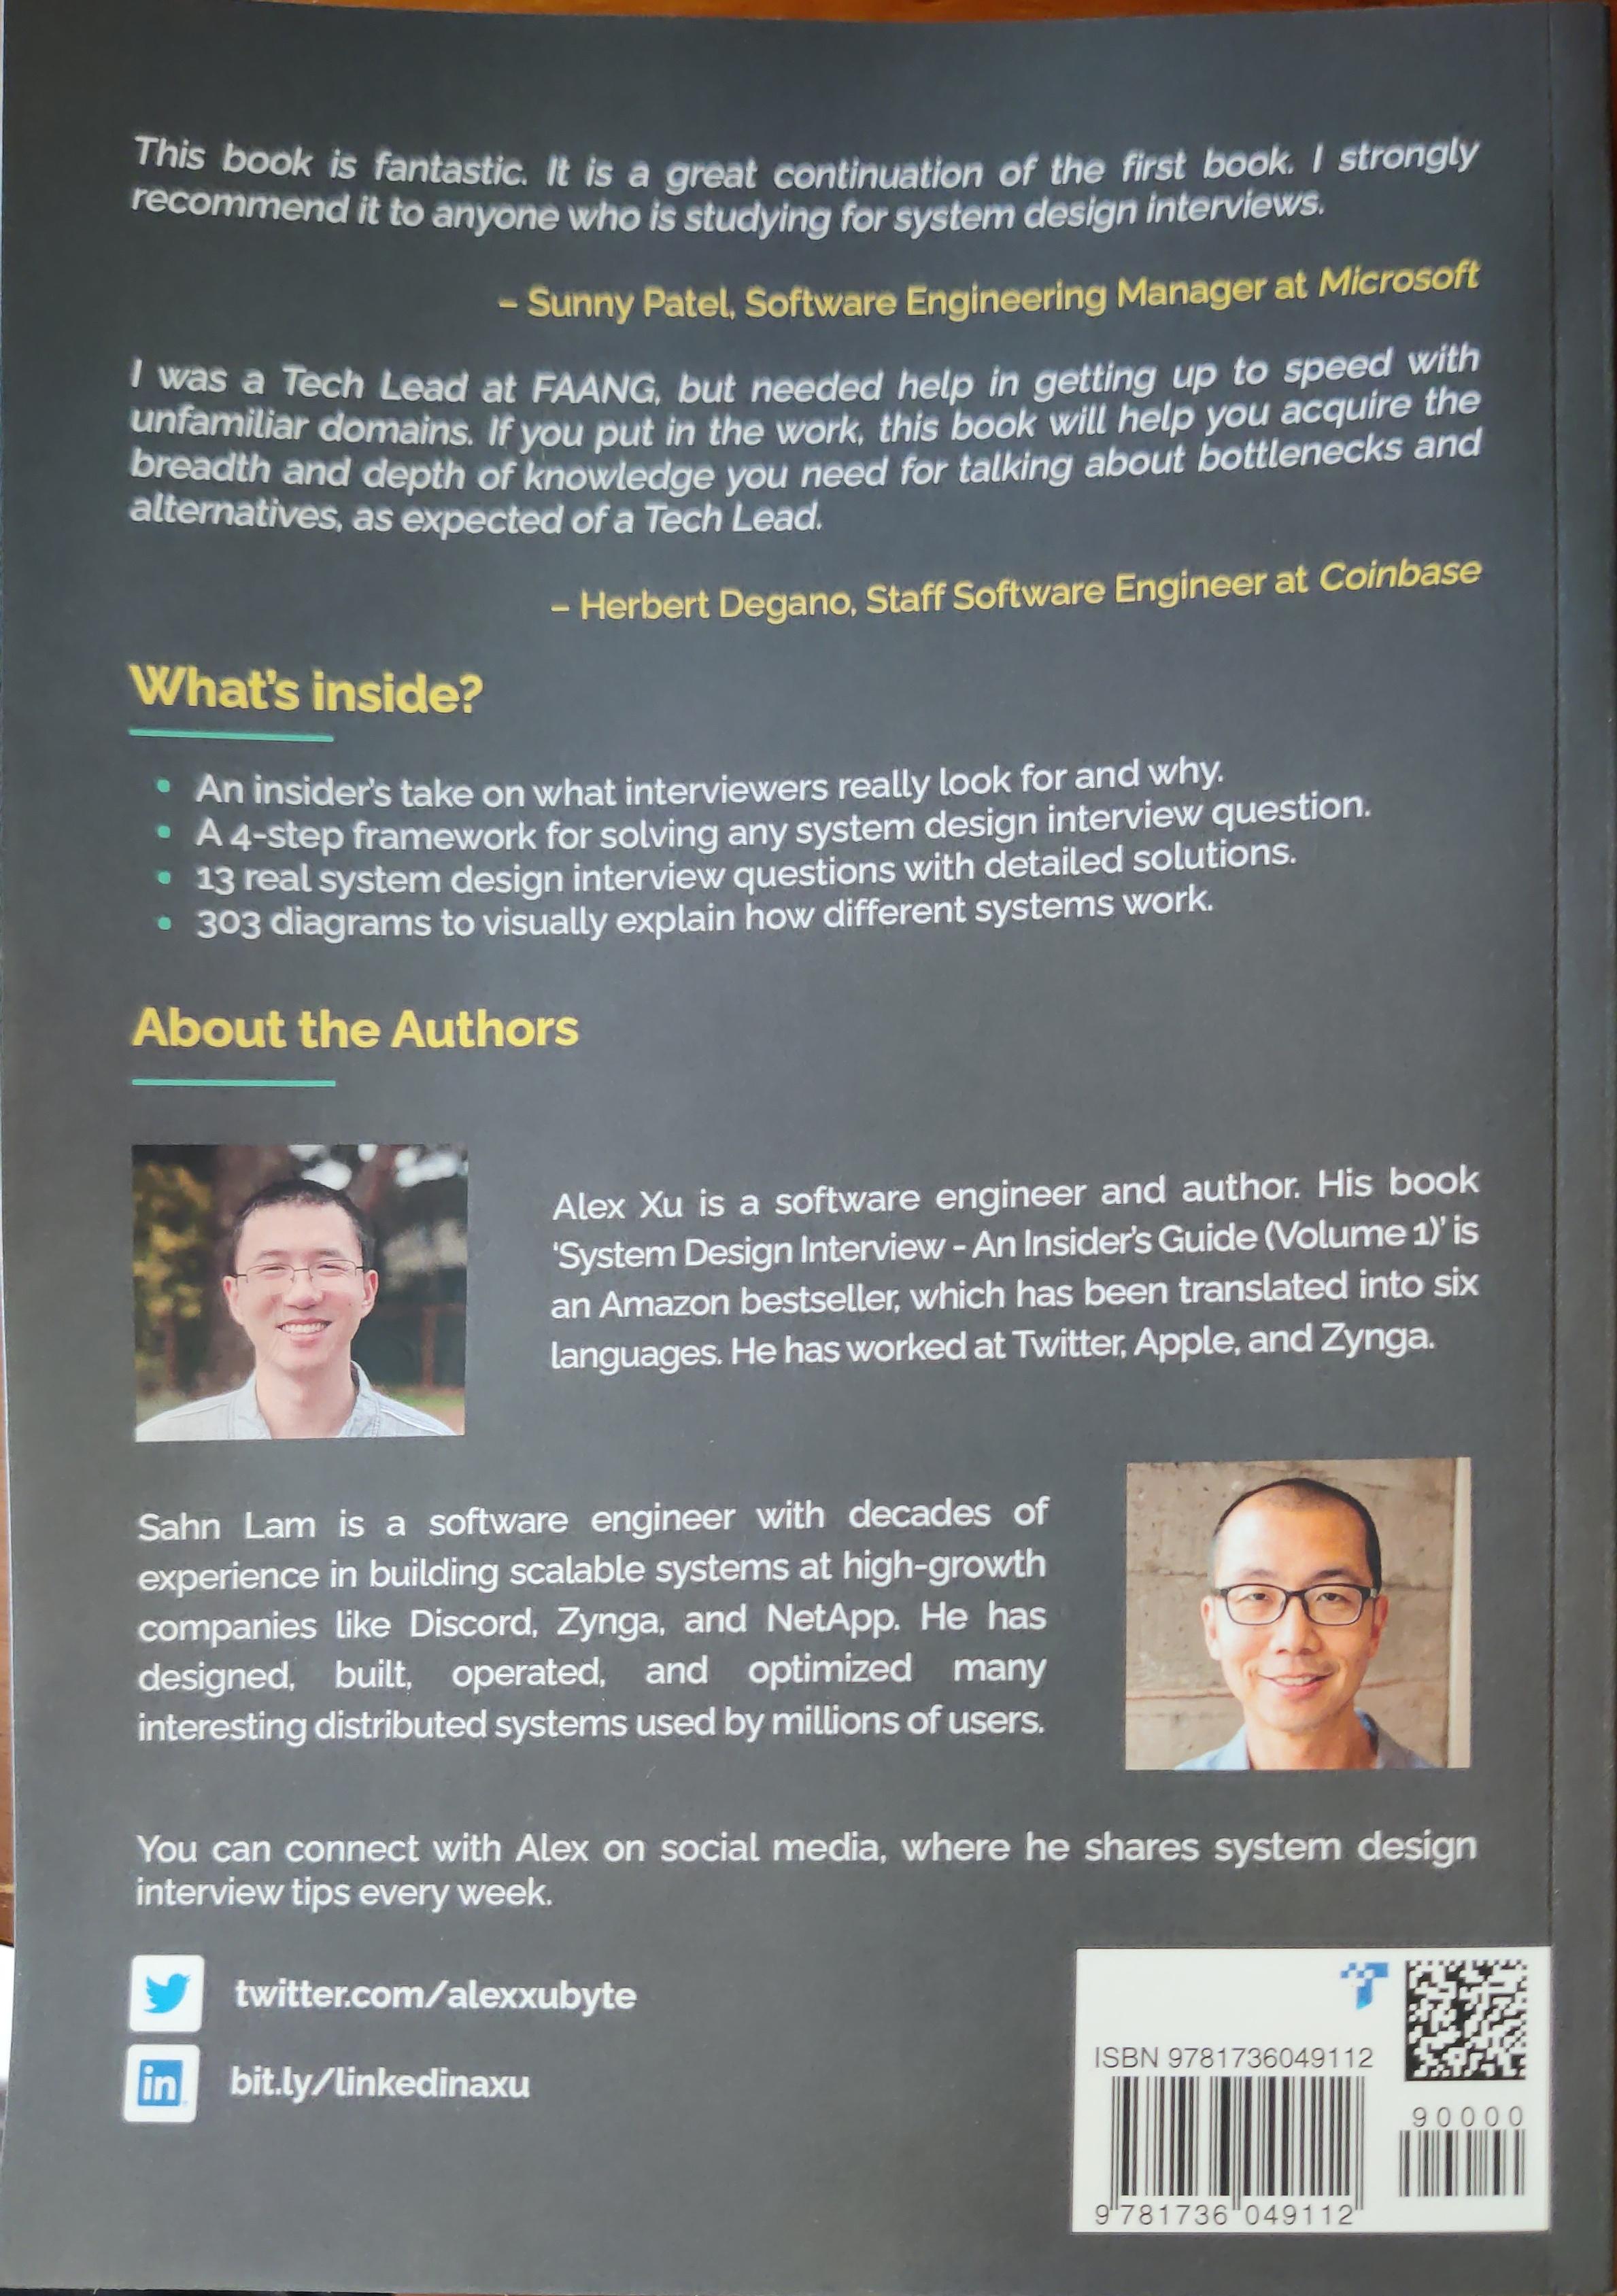 This book is fantastic. It is a great continuation of the first book. I strongly
recommend it to anyone who is studying for system design interviews.
– Sunny Patel, Software Engineering Manager at Microsoft
I was a Tech Lead at FAANG, but needed help in getting up to speed with
unfamiliar domains. If you put in the work, this book will help you acquire the
breadth and depth of knowledge you need for talking about bottlenecks and
alternatives, as expected of a Tech Lead.
– Herbert Degano, Staff Software Engineer at Coinbase
What's inside?
• An insider's take on what interviewers really look for and why.
• A 4-step framework for solving any system design interview question.
• 13 real system design interview questions with detailed solutions.
• 303 diagrams to visually explain how different systems work.
About the Authors
Alex Xu is a software engineer and author. His book
‘System Design Interview - An Insider's Guide (Volume 1)’ is
an Amazon bestseller, which has been translated into six
languages. He has worked at Twitter, Apple, and Zynga.
Sahn Lam is a software engineer with decades of
experience in building scalable systems at high-growth
companies like Discord, Zynga, and NetApp. He has
designed, built, operated, and optimized many
interesting distributed systems used by millions of users.
You can connect with Alex on social media, where he shares system design
interview tips every week.
twitter.com/alexxubyte
in bit.ly/linkedinaxu
ISBN 9781736049112
90000
9 781736 049112